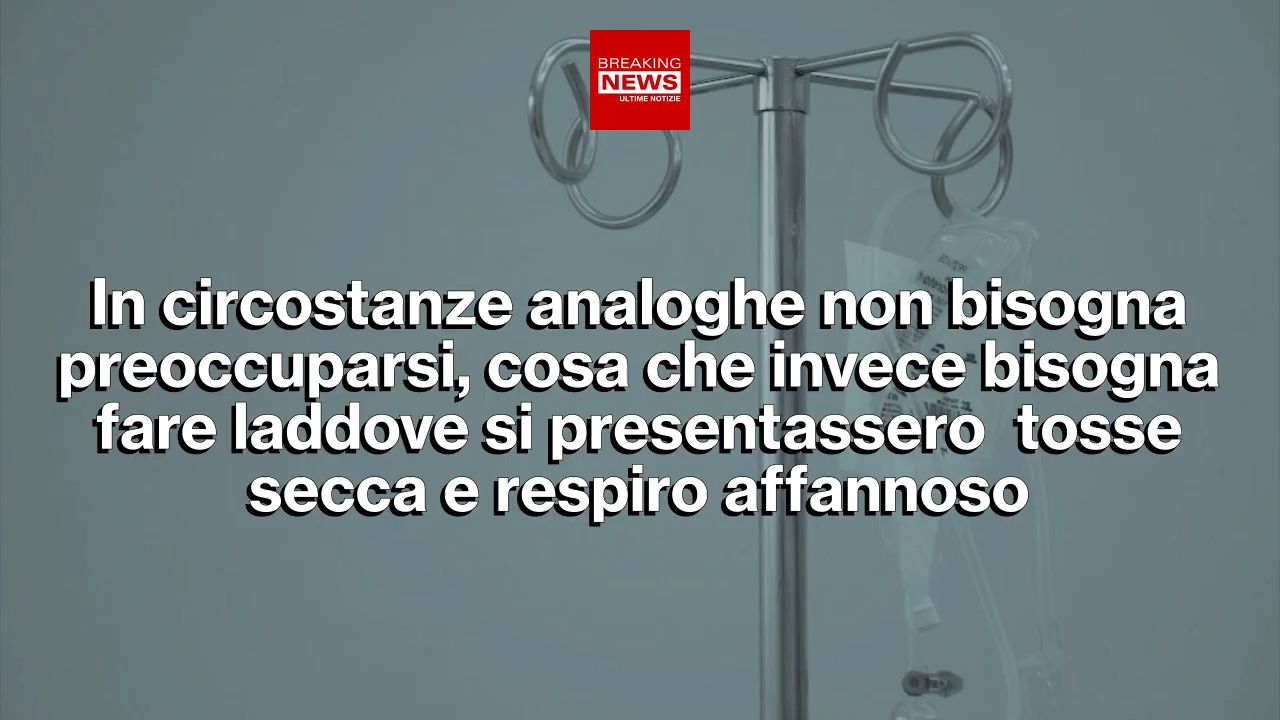 BREAKING
NEWS
ULTIME NOTIZIE
In circostanze analoghe non bisogna
preoccuparsi, cosa che invece bisogna
fare laddove si presentassero  tosse
secca e respiro affannoso